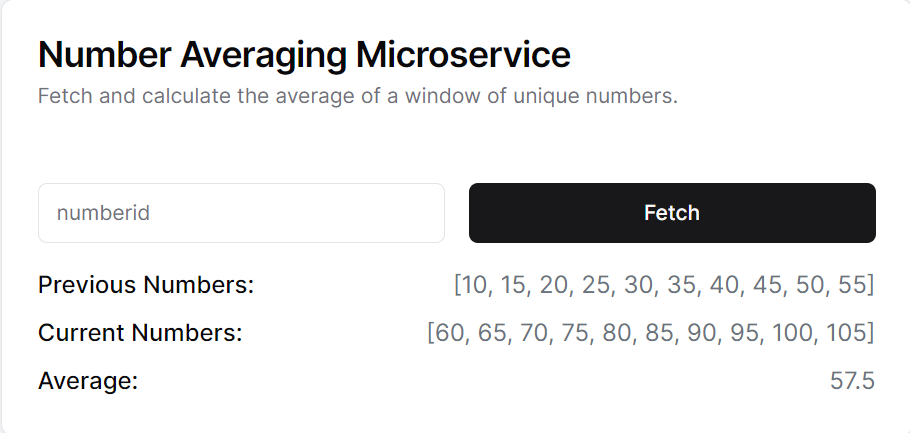 Number Averaging Microservice
Fetch and calculate the average of a window of unique numbers.
numberid Fetch
Previous Numbers: [10, 15, 20, 25, 30, 35, 40, 45, 50, 55]
Current Numbers: [60, 65, 70, 75, 80, 85, 90, 95, 100, 105]
Average: 57.5